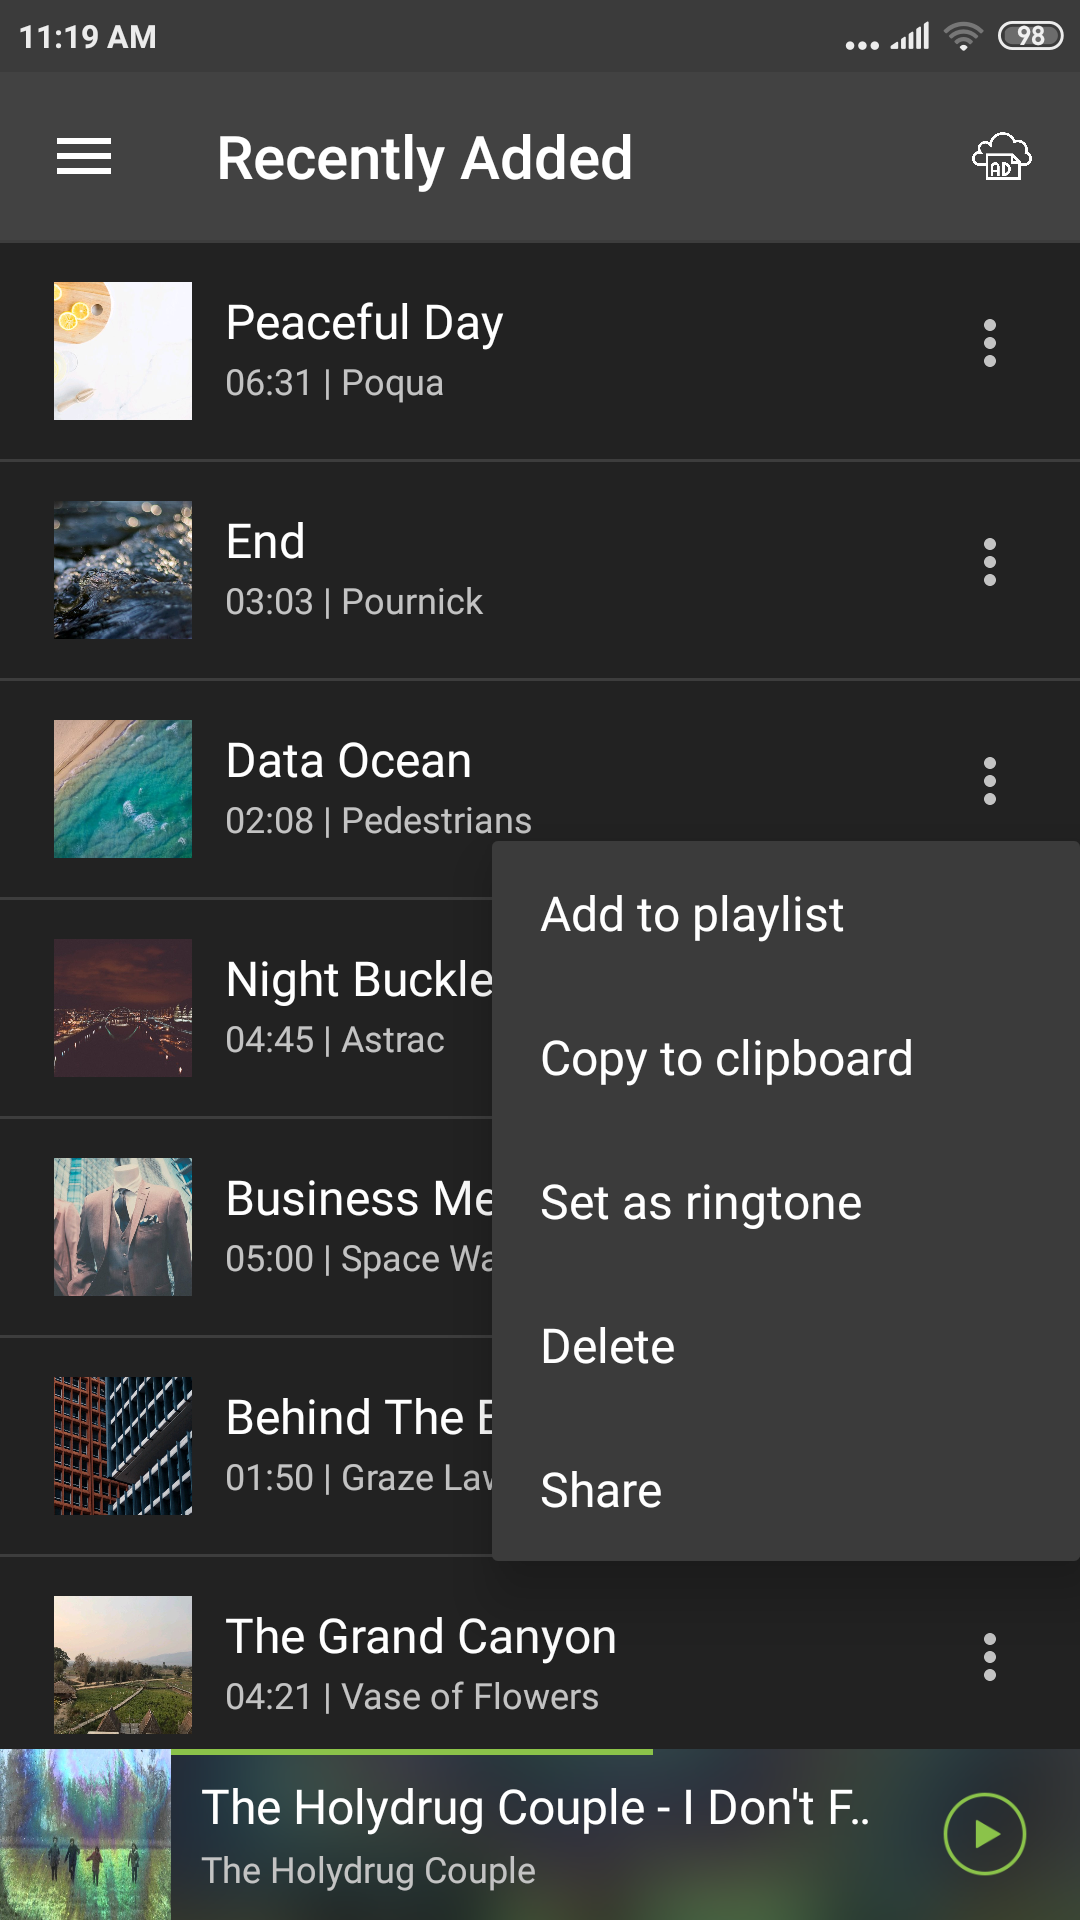 11:19 AM
98
Recently Added
AD
Peaceful Day
06:31 | Poqua
End
03:03 | Pournick
Data Ocean
02:08 | Pedestrians
Add to playlist
Night Buckle
04:45 | Astrac
Copy to clipboard
Business Me
Set as ringtone
05:00 | Space Wa
Delete
Behind The
01:50 | Graze Law
Share
The Grand Canyon
04:21 | Vase of Flowers
The Holydrug Couple - I Don't F..
The Holydrug Couple